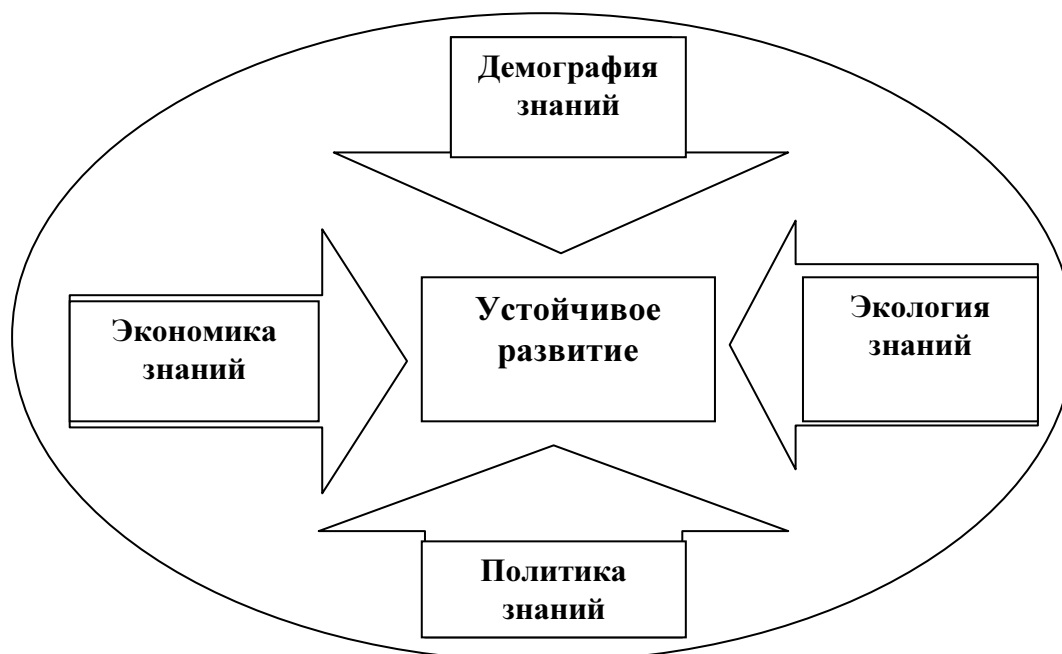 Демография
знаний
Экономика
знаний
Устойчивое
развитие
Экология
знаний
Политика
знаний